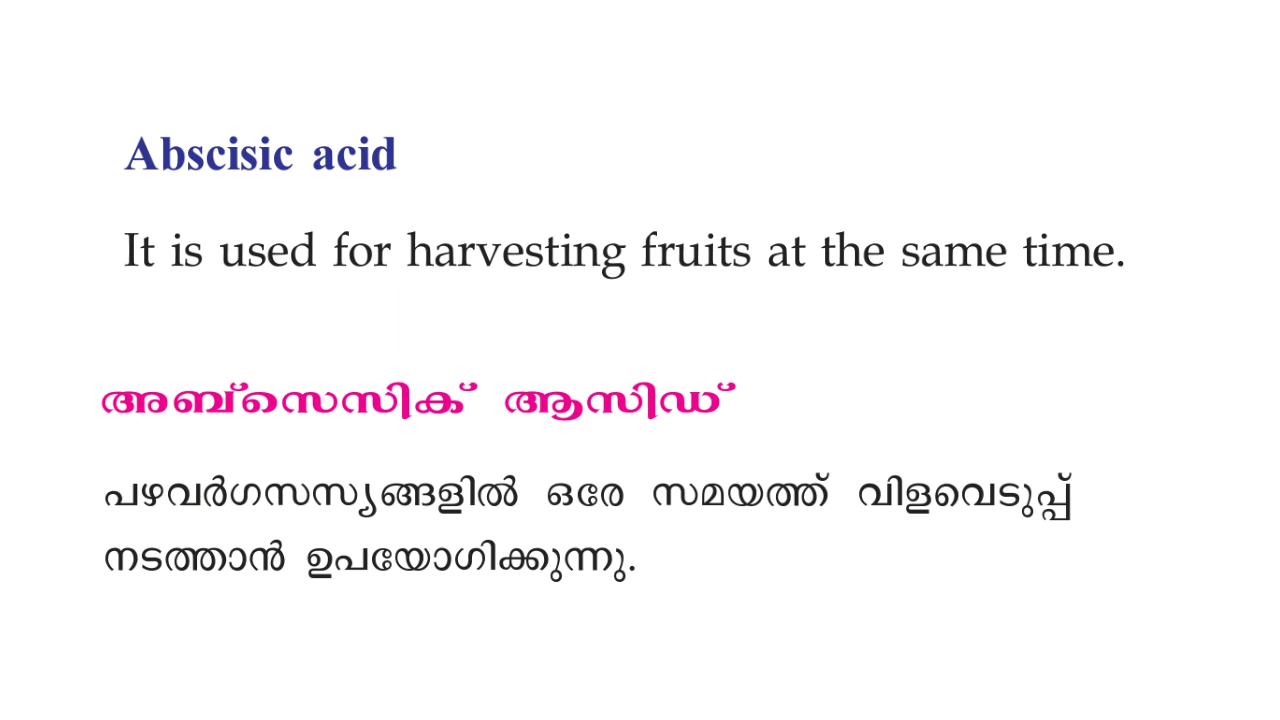 Abscisic acid
It is used for harvesting fruits at the same time.
അബ്സെസിക് ആസിഡ്
പഴവർഗസസ്യങ്ങളിൽ ഒരേ സമയത്ത് വിളവെടുപ്പ്
നടത്താൻ ഉപയോഗിക്കുന്നു.